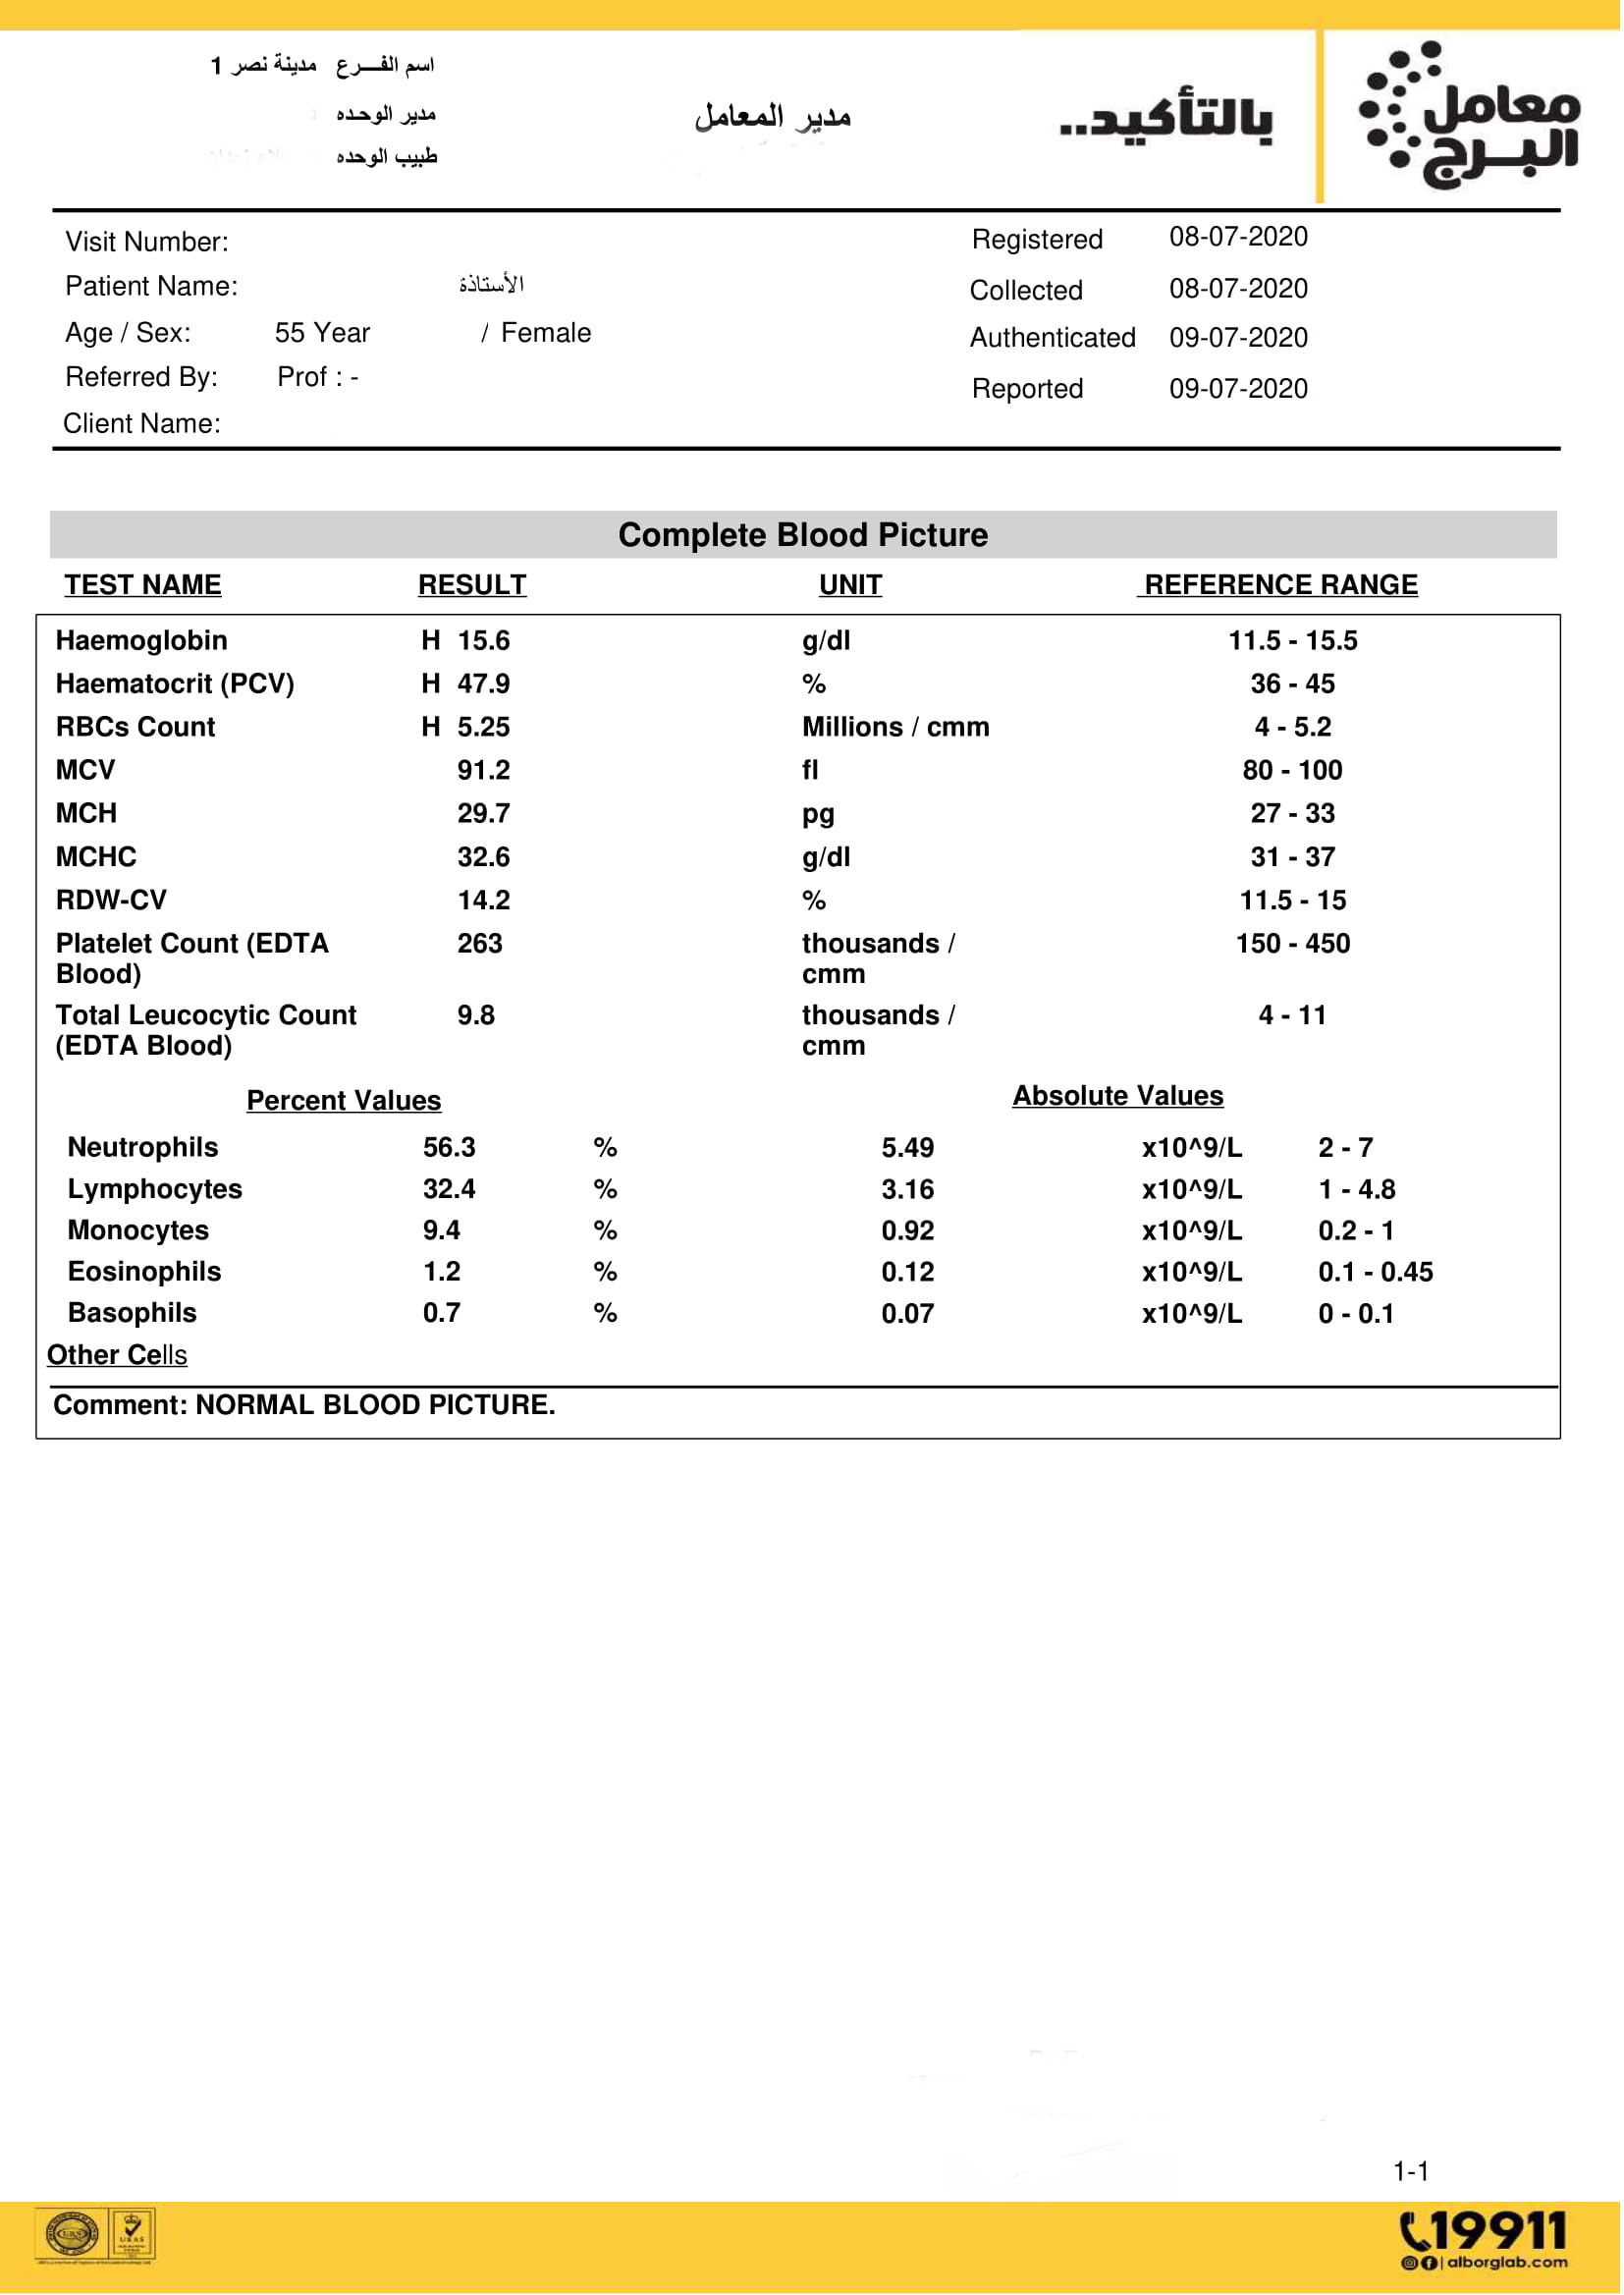 اسم الفـــرع مدينة نصر 1
مدير الوحده
طبيب الوحده
مدير المعامل
بالتأكيد..
معامل
البرج
Visit Number:
Patient Name: الأستاذة
Age / Sex: 55 Year / Female
Referred By: Prof : -
Client Name:
Registered 08-07-2020
Collected 08-07-2020
Authenticated 09-07-2020
Reported 09-07-2020
Complete Blood Picture
TEST NAME RESULT UNIT REFERENCE RANGE
Haemoglobin H 15.6 g/dl 11.5 - 15.5
Haematocrit (PCV) H 47.9 % 36 - 45
RBCs Count H 5.25 Millions / cmm 4 - 5.2
MCV 91.2 fl 80 - 100
MCH 29.7 pg 27 - 33
MCHC 32.6 g/dl 31 - 37
RDW-CV 14.2 % 11.5 - 15
Platelet Count (EDTA 263 thousands / 150 - 450
Blood) cmm
Total Leucocytic Count 9.8 thousands / 4 - 11
(EDTA Blood) cmm
Percent Values Absolute Values
Neutrophils 56.3 % 5.49 x10^9/L 2 - 7
Lymphocytes 32.4 % 3.16 x10^9/L 1 - 4.8
Monocytes 9.4 % 0.92 x10^9/L 0.2 - 1
Eosinophils 1.2 % 0.12 x10^9/L 0.1 - 0.45
Basophils 0.7 % 0.07 x10^9/L 0 - 0.1
Other Cells
Comment: NORMAL BLOOD PICTURE.
1-1
UKAS
19911
alborglab.com